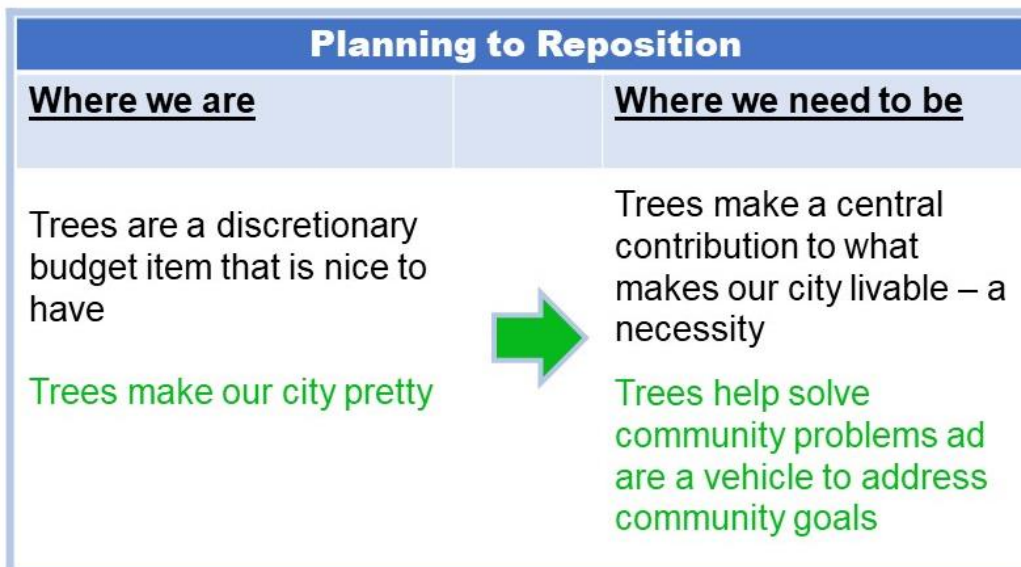 Planning to Reposition
Where we are
Where we need to be
Trees are a discretionary
budget item that is nice to
have
Trees make our city pretty
Trees make a central
contribution to what
makes our city livable – a
necessity
Trees help solve
community problems ad
are a vehicle to address
community goals